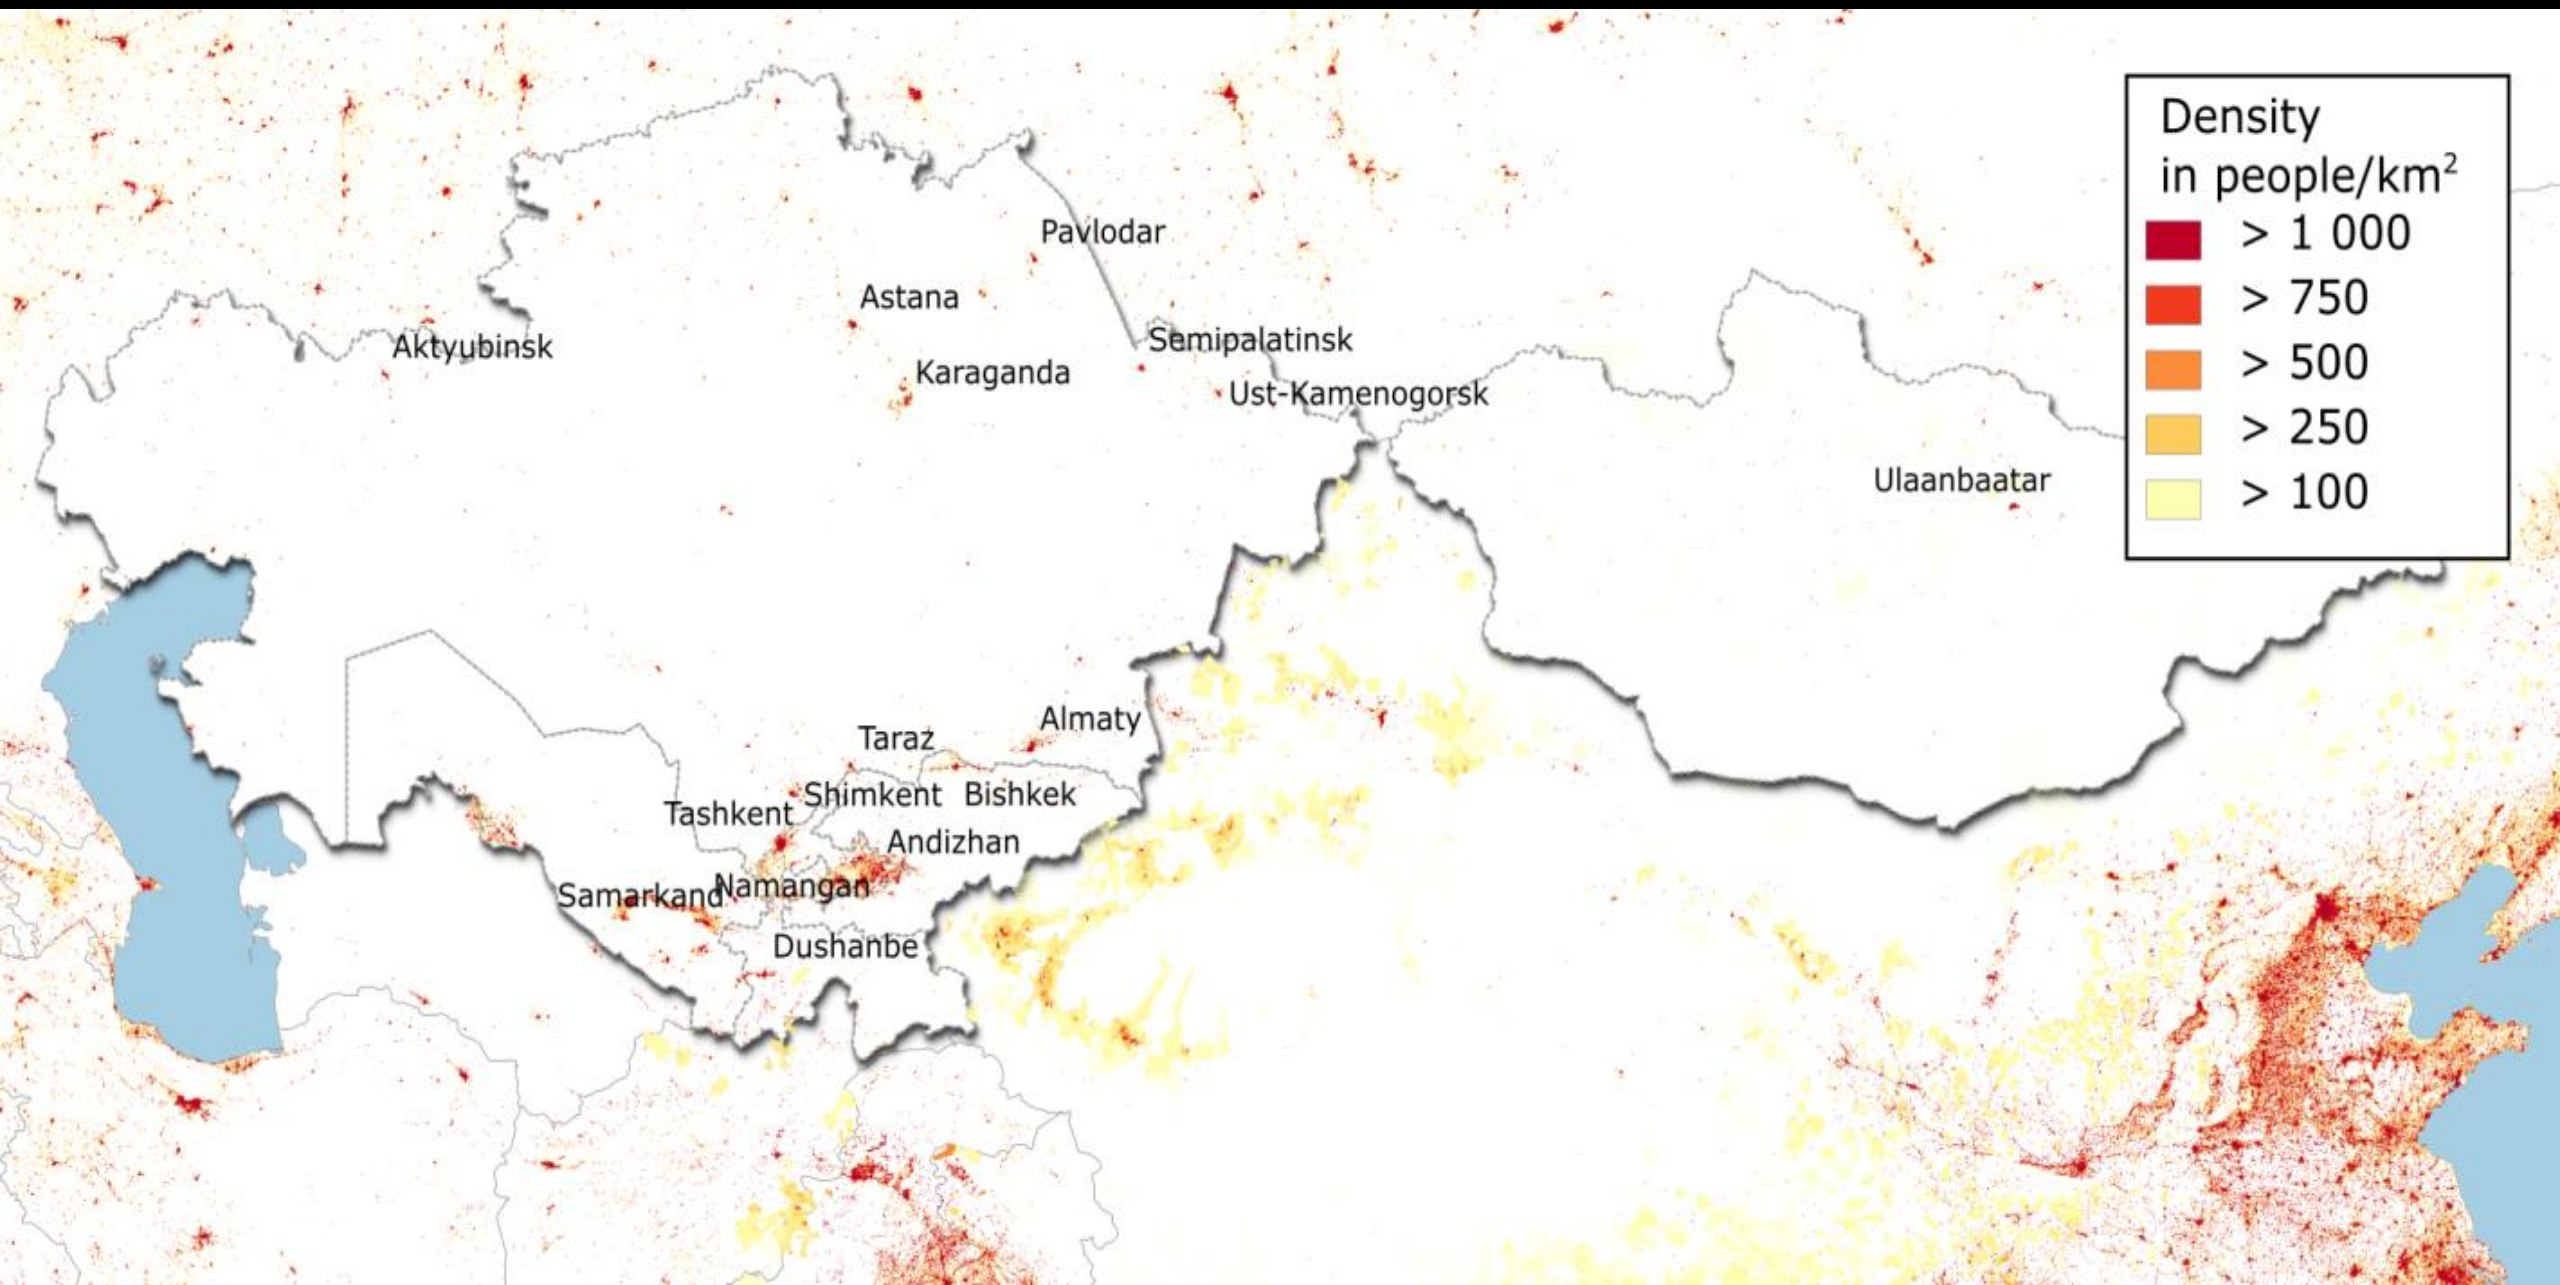 Density
in people/km²
> 1 000
> 750
> 500
> 250
> 100
Pavlodar
Astana
Semipalatinsk
Aktyubinsk
Karaganda
Ust-Kamenogorsk
Ulaanbaatar
Almaty
Taraz
Shimkent
Bishkek
Tashkent
Andizhan
Namangan
Samarkand
Dushanbe